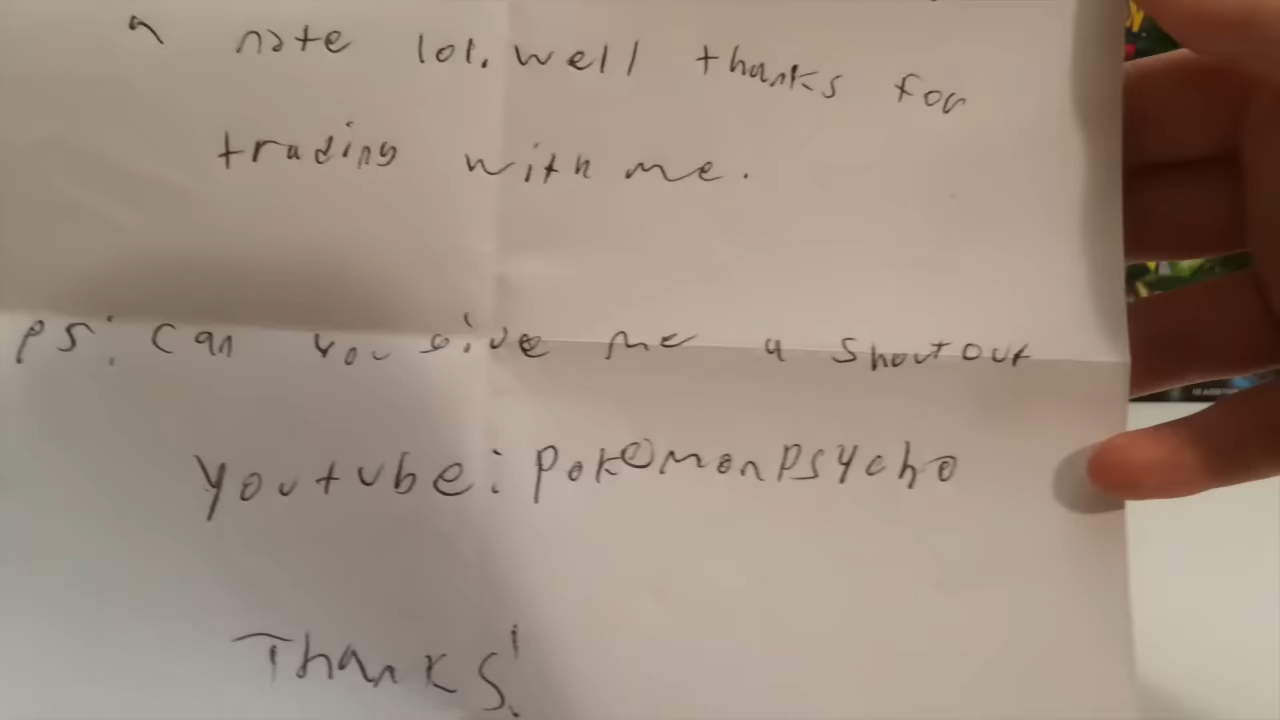 a note lol. well thanks for
trading with me.
ps: can you give me a shoutout
youtube: pokemonpsycho
Thanks!